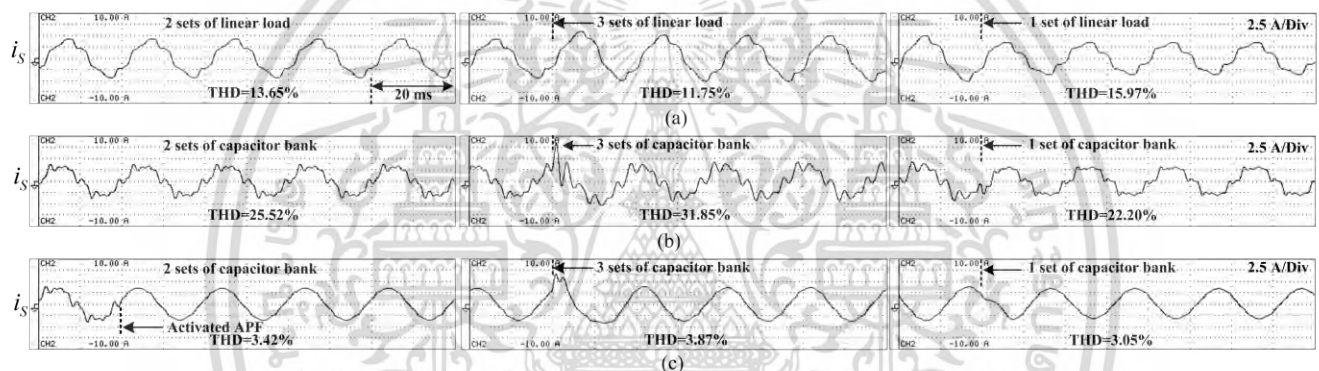 CH2 10.00 A 2 sets of linear load
10.00 A 3 sets of linear load
10.00 A 1 set of linear load 2.5 A/Div
iS
CH2 -10.00 A THD=13.65% 20 ms
CH2 -10.00 A THD=11.75%
CH2 -10.00 A THD=15.97%
(a)
CH2 10.00 A 2 sets of capacitor bank
CH2 10.00 A 3 sets of capacitor bank
CH2 10.00 A 1 set of capacitor bank 2.5 A/Div
iS
CH2 -10.00 A THD=25.52%
CH2 -10.00 A THD=31.85%
CH2 -10.00 A THD=22.20%
(b)
CH2 10.00 A 2 sets of capacitor bank
CH2 10.00 A 3 sets of capacitor bank
CH2 10.00 A 1 set of capacitor bank 2.5 A/Div
iS
Activated APF
CH2 -10.00 A THD=3.42%
CH2 -10.00 A THD=3.87%
CH2 -10.00 A THD=3.05%
(c)